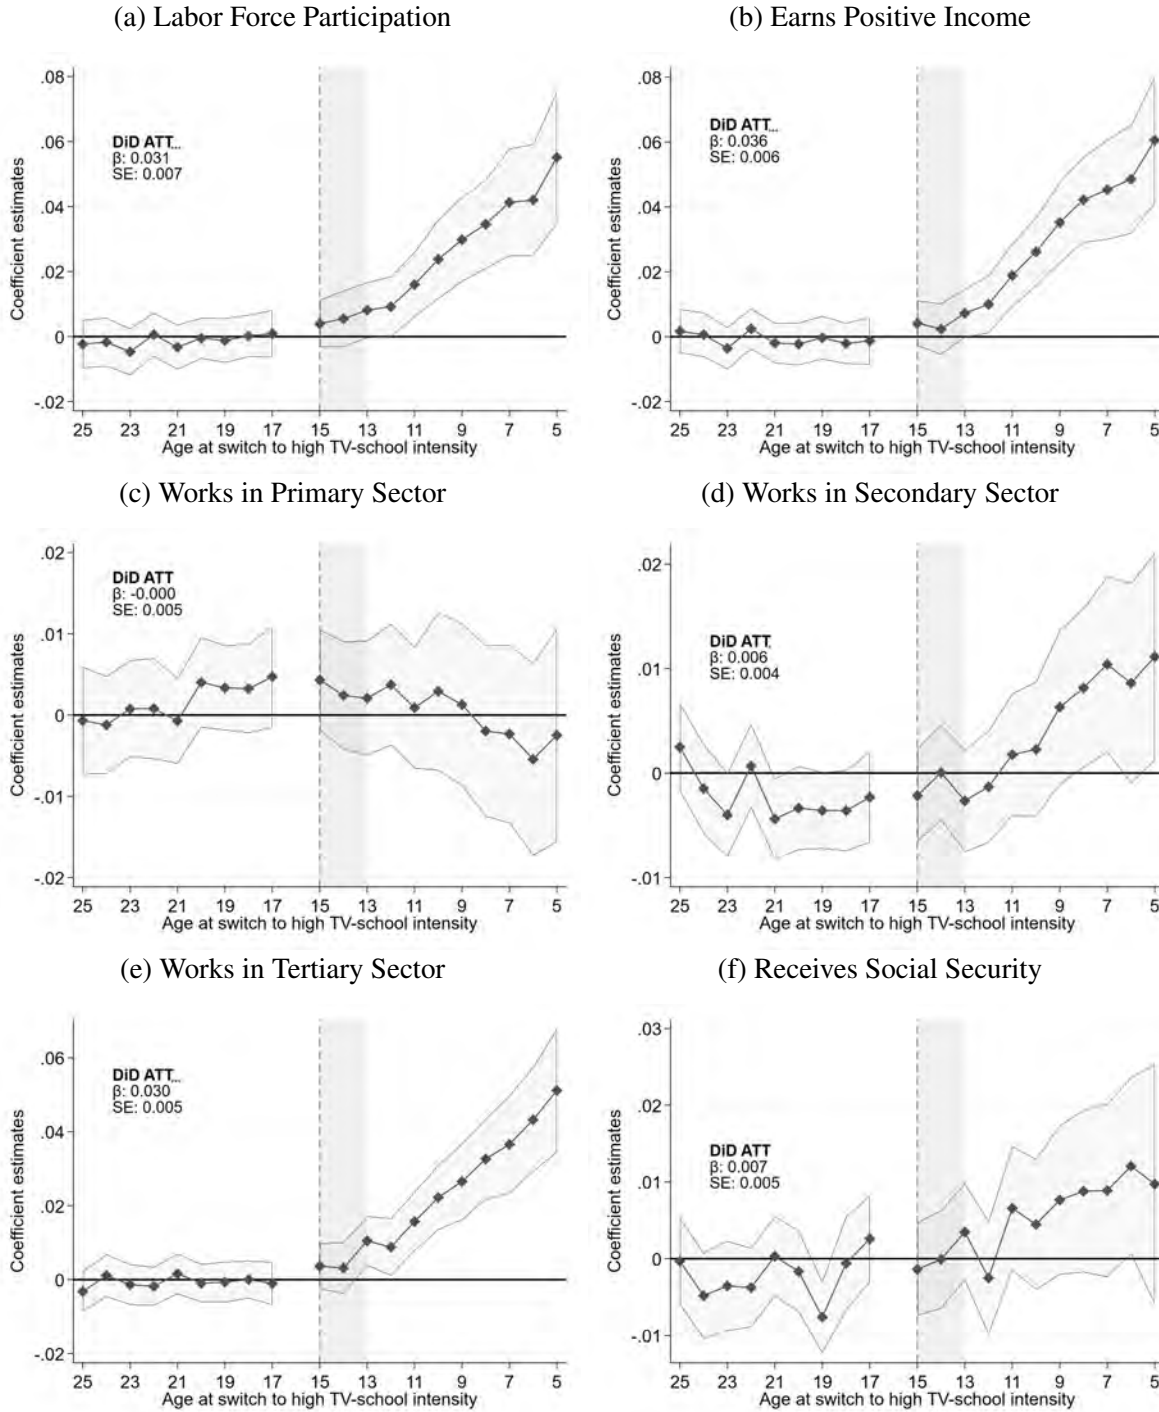 (a) Labor Force Participation
Coefficient estimates
.08
.06
.04
.02
0
-.02
DiD ATT...
β: 0.031
SE: 0.007
25 23 21 19 17 15 13 11 9 7 5
Age at switch to high TV-school intensity
(b) Earns Positive Income
Coefficient estimates
.08
.06
.04
.02
0
-.02
DiD ATT...
β: 0.036
SE: 0.006
25 23 21 19 17 15 13 11 9 7 5
Age at switch to high TV-school intensity
(c) Works in Primary Sector
Coefficient estimates
.02
.01
0
-.01
-.02
DiD ATT
β: -0.000
SE: 0.005
25 23 21 19 17 15 13 11 9 7 5
Age at switch to high TV-school intensity
(d) Works in Secondary Sector
Coefficient estimates
.02
.01
0
-.01
DiD ATT.
β: 0.006
SE: 0.004
25 23 21 19 17 15 13 11 9 7 5
Age at switch to high TV-school intensity
(e) Works in Tertiary Sector
Coefficient estimates
.06
.04
.02
0
-.02
DiD ATT...
β: 0.030
SE: 0.005
25 23 21 19 17 15 13 11 9 7 5
Age at switch to high TV-school intensity
(f) Receives Social Security
Coefficient estimates
.03
.02
.01
0
-.01
DiD ATT
β: 0.007
SE: 0.005
25 23 21 19 17 15 13 11 9 7 5
Age at switch to high TV-school intensity